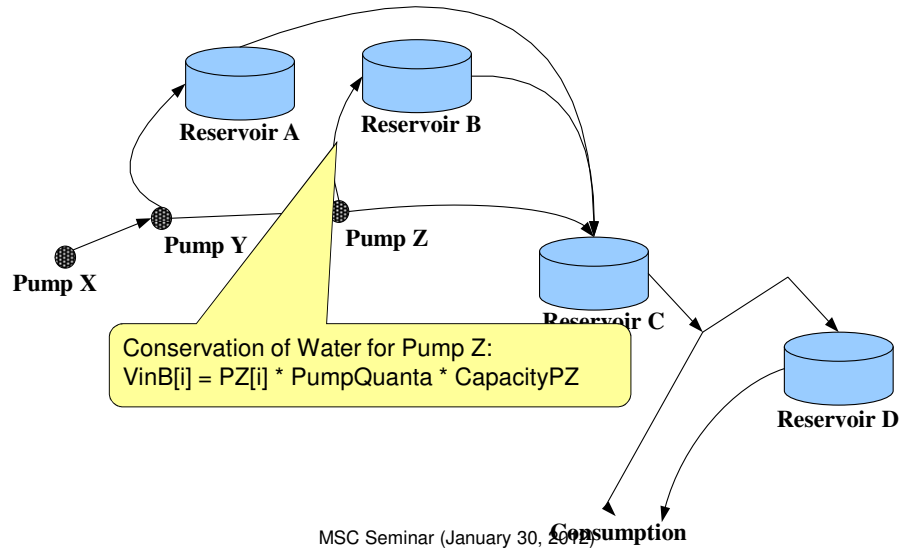 Reservoir A
Reservoir B
Pump Y
Pump Z
Pump X
Reservoir C
Conservation of Water for Pump Z:
VinB[i] = PZ[i] * PumpQuanta * CapacityPZ
Reservoir D
Consumption
MSC Seminar (January 30, 2012)